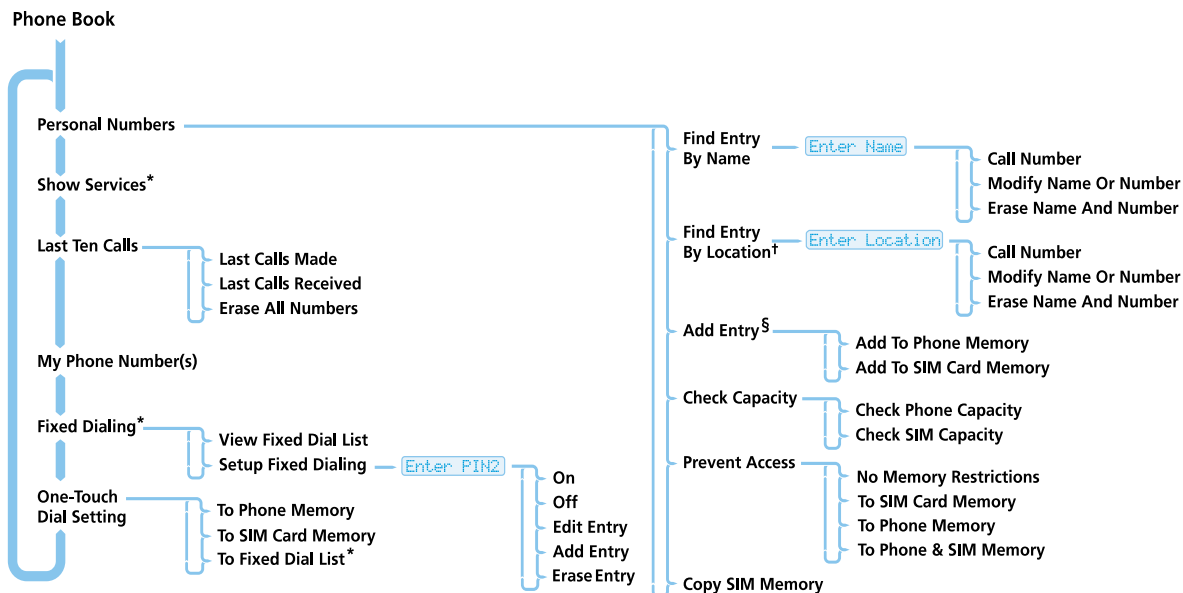 Phone Book
Personal Numbers
Show Services*
Last Ten Calls
Last Calls Made
Last Calls Received
Erase All Numbers
My Phone Number(s)
Fixed Dialing*
View Fixed Dial List
Setup Fixed Dialing
Enter PIN2
On
Off
Edit Entry
Add Entry
Erase Entry
One-Touch
Dial Setting
To Phone Memory
To SIM Card Memory
To Fixed Dial List*
Find Entry
By Name
Enter Name
Call Number
Modify Name Or Number
Erase Name And Number
Find Entry
By Location†
Enter Location
Call Number
Modify Name Or Number
Erase Name And Number
Add Entry§
Add To Phone Memory
Add To SIM Card Memory
Check Capacity
Check Phone Capacity
Check SIM Capacity
Prevent Access
No Memory Restrictions
To SIM Card Memory
To Phone Memory
To Phone & SIM Memory
Copy SIM Memory